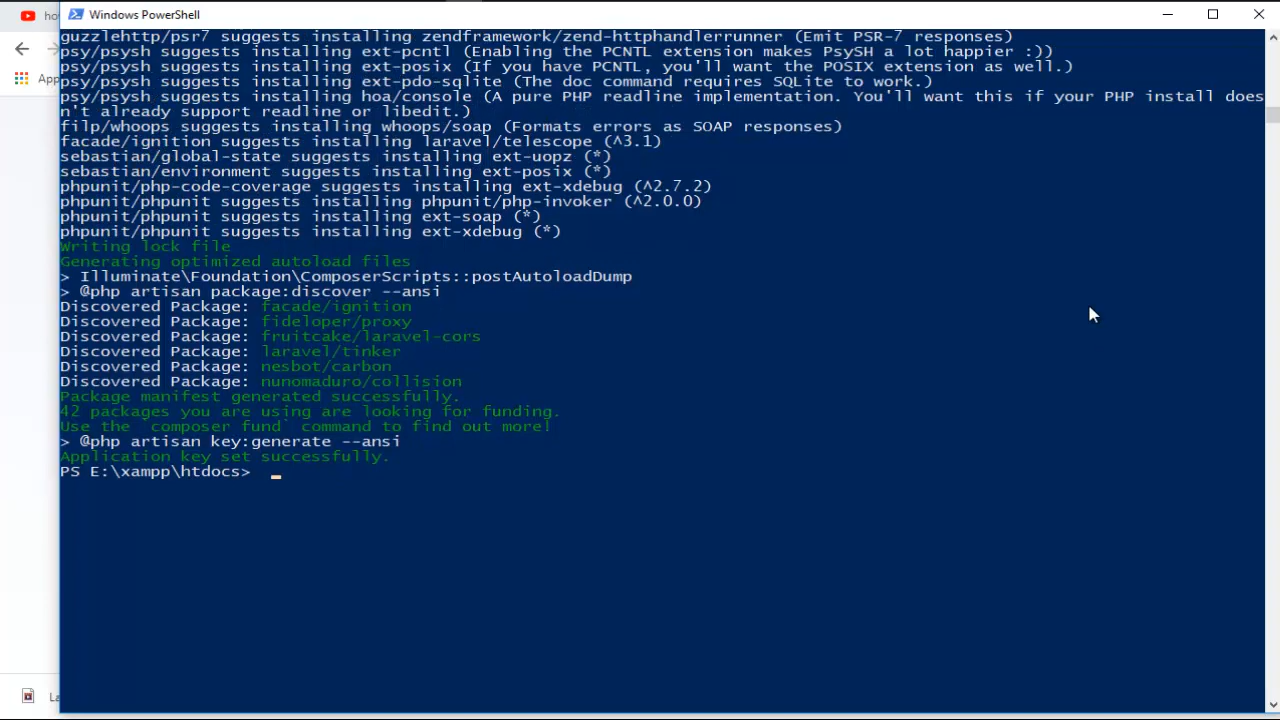 ho
Windows PowerShell
App
guzzlehttp/psr7 suggests installing zendframework/zend-httphandlerrunner (Emit PSR-7 responses)
psy/psysh suggests installing ext-pcntl (Enabling the PCNTL extension makes PsySH a lot happier :))
psy/psysh suggests installing ext-posix (If you have PCNTL, you'll want the POSIX extension as well.)
psy/psysh suggests installing ext-pdo-sqlite (The doc command requires SQLite to work.)
psy/psysh suggests installing hoa/console (A pure PHP readline implementation. You'll want this if your PHP install does
n't already support readline or libedit.)
filp/whoops suggests installing whoops/soap (Formats errors as SOAP responses)
facade/ignition suggests installing laravel/telescope (^3.1)
sebastian/global-state suggests installing ext-uopz (*)
sebastian/environment suggests installing ext-posix (*)
phpunit/php-code-coverage suggests installing ext-xdebug (^2.7.2)
phpunit/phpunit suggests installing phpunit/php-invoker (^2.0.0)
phpunit/phpunit suggests installing ext-soap (*)
phpunit/phpunit suggests installing ext-xdebug (*)
Writing lock file
Generating optimized autoload files
> Illuminate\Foundation\ComposerScripts::postAutoloadDump
> @php artisan package:discover --ansi
Discovered Package: facade/ignition
Discovered Package: fideloper/proxy
Discovered Package: fruitcake/laravel-cors
Discovered Package: laravel/tinker
Discovered Package: nesbot/carbon
Discovered Package: nunomaduro/collision
Package manifest generated successfully.
42 packages you are using are looking for funding.
Use the `composer fund` command to find out more!
> @php artisan key:generate --ansi
Application key set successfully.
PS E:\xampp\htdocs>